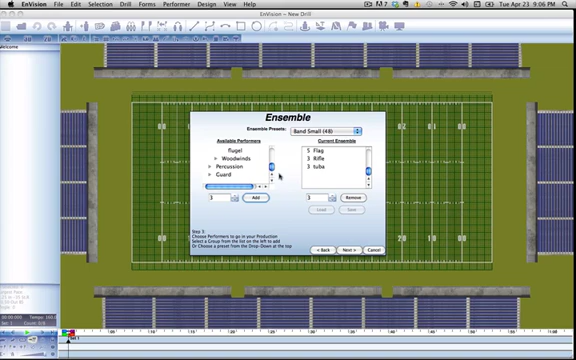 EnVision File Edit Selection Drill Forms Performer Design View Help
Tue Apr 23 9:06 PM
EnVision – New Drill
Welcome
Ensemble
Ensemble Presets: Band Small (48)
Available Performers
Current Ensemble
flugel
Woodwinds
Percussion
Guard
5 Flag
3 Rifle
3 tuba
3
Add
3
Remove
Load
Save
Step 3:
Choose Performers to go in your Production
Select a Group from the list on the left to add
Or Choose a preset from the Drop-Down at the top
< Back
Next >
Cancel
Set 1